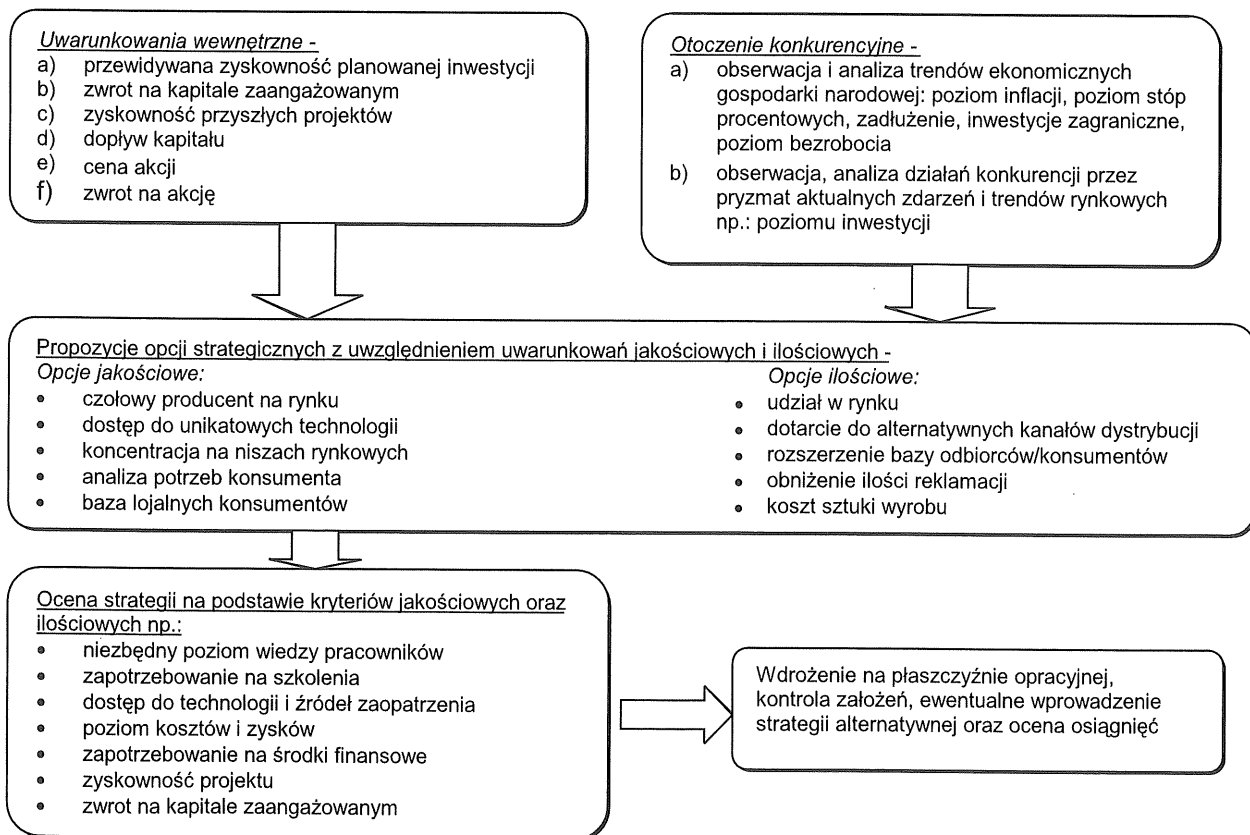 Uwarunkowania wewnętrzne -
a) przewidywana zyskowność planowanej inwestycji
b) zwrot na kapitale zaangażowanym
c) zyskowność przyszłych projektów
d) dopływ kapitału
e) cena akcji
f) zwrot na akcję
Otoczenie konkurencyjne -
a) obserwacja i analiza trendów ekonomicznych
gospodarki narodowej: poziom inflacji, poziom stóp
procentowych, zadłużenie, inwestycje zagraniczne,
poziom bezrobocia
b) obserwacja, analiza działań konkurencji przez
pryzmat aktualnych zdarzeń i trendów rynkowych
np.: poziomu inwestycji
Propozycje opcji strategicznych z uwzględnieniem uwarunkowań jakościowych i ilościowych -
Opcje jakościowe:
• czołowy producent na rynku
• dostęp do unikatowych technologii
• koncentracja na niszach rynkowych
• analiza potrzeb konsumenta
• baza lojalnych konsumentów
Opcje ilościowe:
• udział w rynku
• dotarcie do alternatywnych kanałów dystrybucji
• rozszerzenie bazy odbiorców/konsumentów
• obniżenie ilości reklamacji
• koszt sztuki wyrobu
Ocena strategii na podstawie kryteriów jakościowych oraz
ilościowych np.:
• niezbędny poziom wiedzy pracowników
• zapotrzebowanie na szkolenia
• dostęp do technologii i źródeł zaopatrzenia
• poziom kosztów i zysków
• zapotrzebowanie na środki finansowe
• zyskowność projektu
• zwrot na kapitale zaangażowanym
Wdrożenie na płaszczyźnie opracyjnej,
kontrola założeń, ewentualne wprowadzenie
strategii alternatywnej oraz ocena osiągnięć